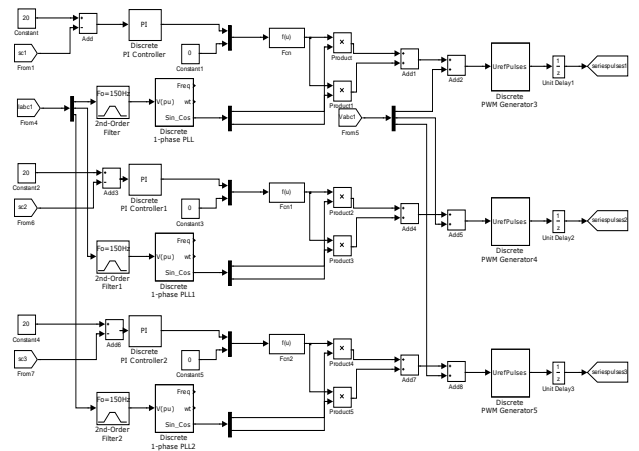 20
Constant
sc1
From1
Add
PI
Discrete
PI Controller
0
Constant1
f(u)
Fcn
Product
Product1
Add1
Add2
UrefPulses
Discrete
PWM Generator3
1
z
Unit Delay1
seriespulses1
Iabc1
From4
Fo=150Hz
2nd-Order
Filter
Freq
V(pu)
wt
Sin_Cos
Discrete
1-phase PLL
Vabc1
From5
20
Constant2
sc2
From6
Add3
PI
Discrete
PI Controller1
0
Constant3
f(u)
Fcn1
Product2
Product3
Add4
Add5
UrefPulses
Discrete
PWM Generator4
1
z
Unit Delay2
seriespulses2
Fo=150Hz
2nd-Order
Filter1
Freq
V(pu)
wt
Sin_Cos
Discrete
1-phase PLL1
20
Constant4
sc3
From7
Add6
PI
Discrete
PI Controller2
0
Constant5
f(u)
Fcn2
Product4
Product5
Add7
Add8
UrefPulses
Discrete
PWM Generator5
1
z
Unit Delay3
seriespulses3
Fo=150Hz
2nd-Order
Filter2
Freq
V(pu)
wt
Sin_Cos
Discrete
1-phase PLL2